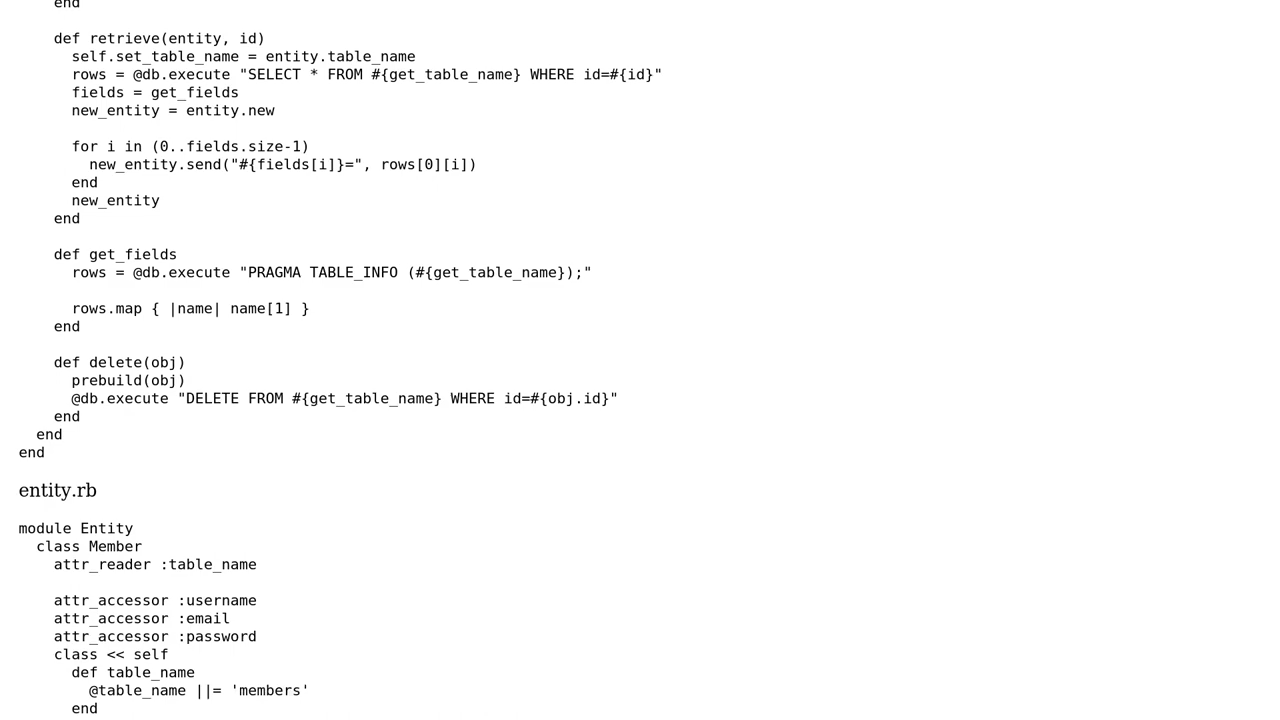 end
def retrieve(entity, id)
self.set_table_name = entity.table_name
rows = @db.execute "SELECT * FROM #{get_table_name} WHERE id=#{id}"
fields = get_fields
new_entity = entity.new
for i in (0..fields.size-1)
new_entity.send("#{fields[i]}=", rows[0][i])
end
new_entity
end
def get_fields
rows = @db.execute "PRAGMA TABLE_INFO (#{get_table_name});"
rows.map { |name| name[1] }
end
def delete(obj)
prebuild(obj)
@db.execute "DELETE FROM #{get_table_name} WHERE id=#{obj.id}"
end
end
end
entity.rb
module Entity
class Member
attr_reader :table_name
attr_accessor :username
attr_accessor :email
attr_accessor :password
class << self
def table_name
@table_name ||= 'members'
end